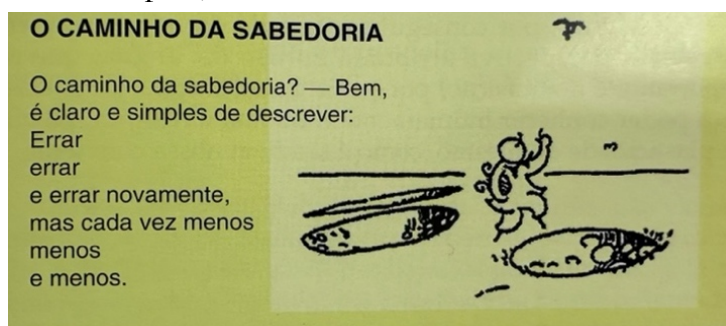 O CAMINHO DA SABEDORIA
O caminho da sabedoria? — Bem,
é claro e simples de descrever:
Errar
errar
e errar novamente,
mas cada vez menos
menos
e menos.